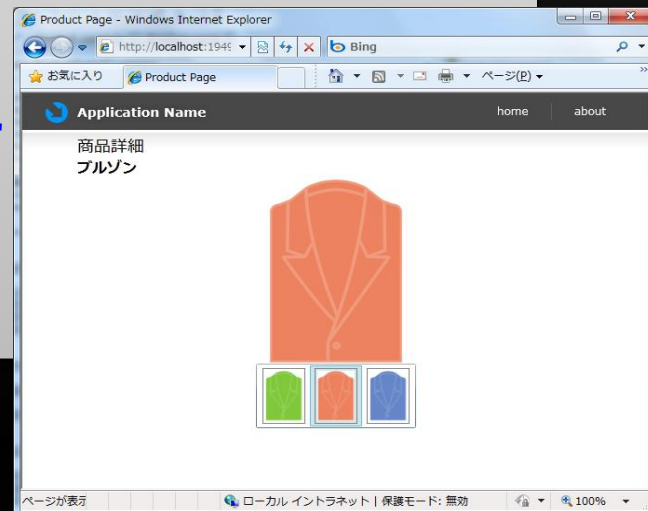 Product Page - Windows Internet Explorer
http://localhost:1949
Bing
お気に入り
Product Page
ページ(P)
Application Name
home
about
商品詳細
ブルゾン
ページが表示
ローカル イントラネット | 保護モード: 無効
100%